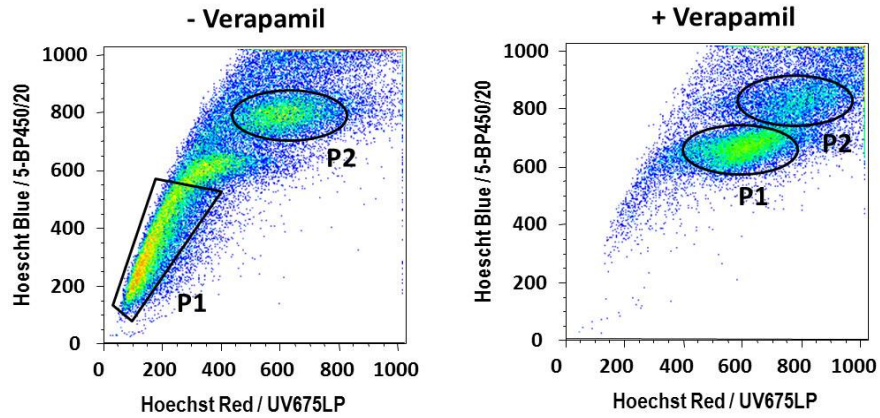 - Verapamil
1000
800
600
400
200
0
Hoescht Blue / 5-BP450/20
P2
P1
0 200 400 600 800 1000
Hoechst Red / UV675LP
+ Verapamil
1000
800
600
400
200
0
Hoescht Blue / 5-BP450/20
P2
P1
0 200 400 600 800 1000
Hoechst Red / UV675LP